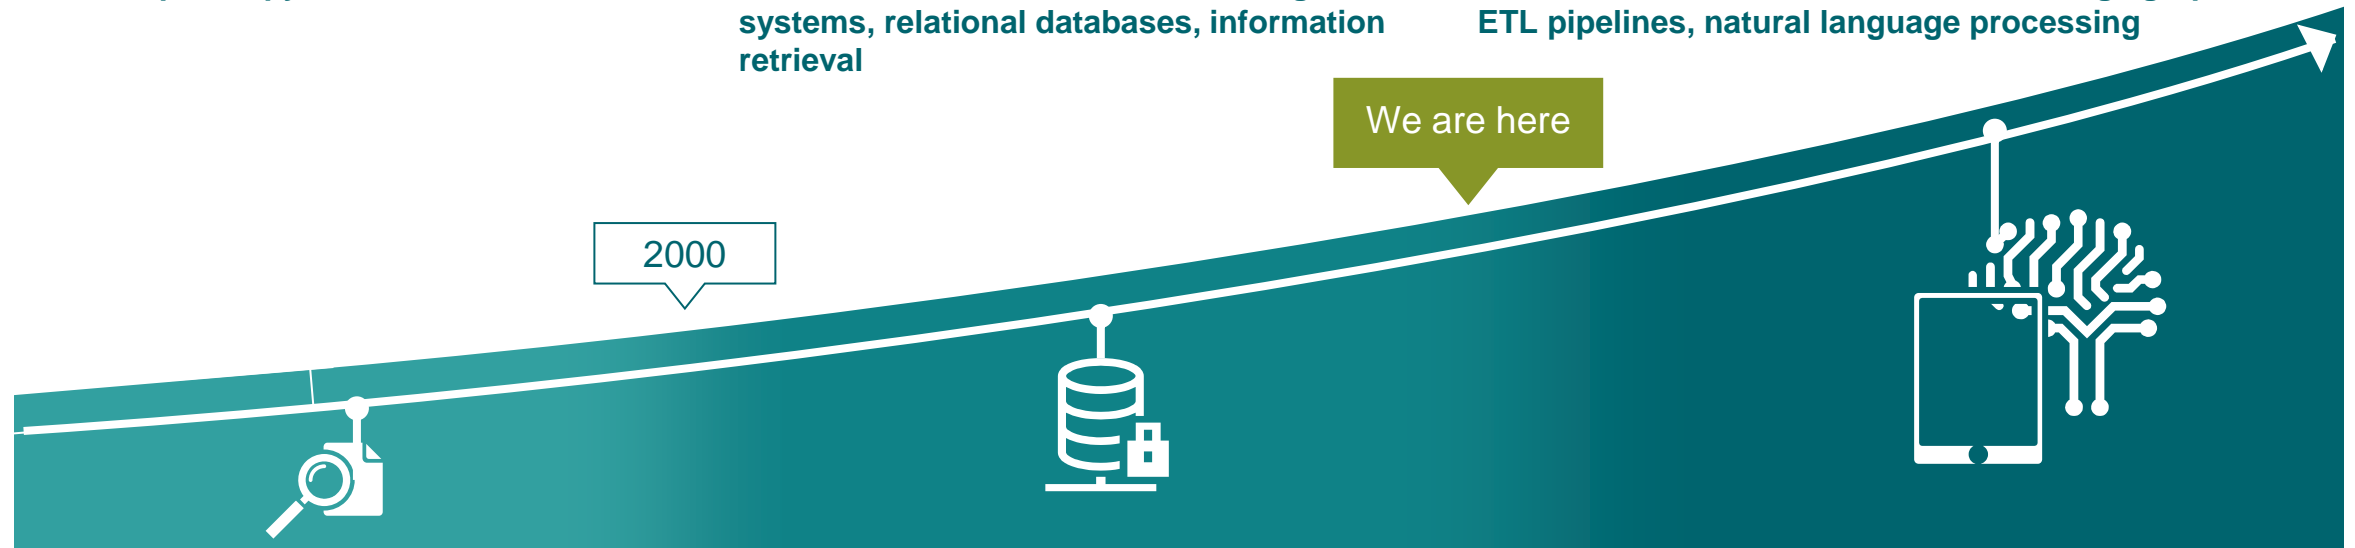 systems, relational databases, information
retrieval
ETL pipelines, natural language processing
We are here
2000